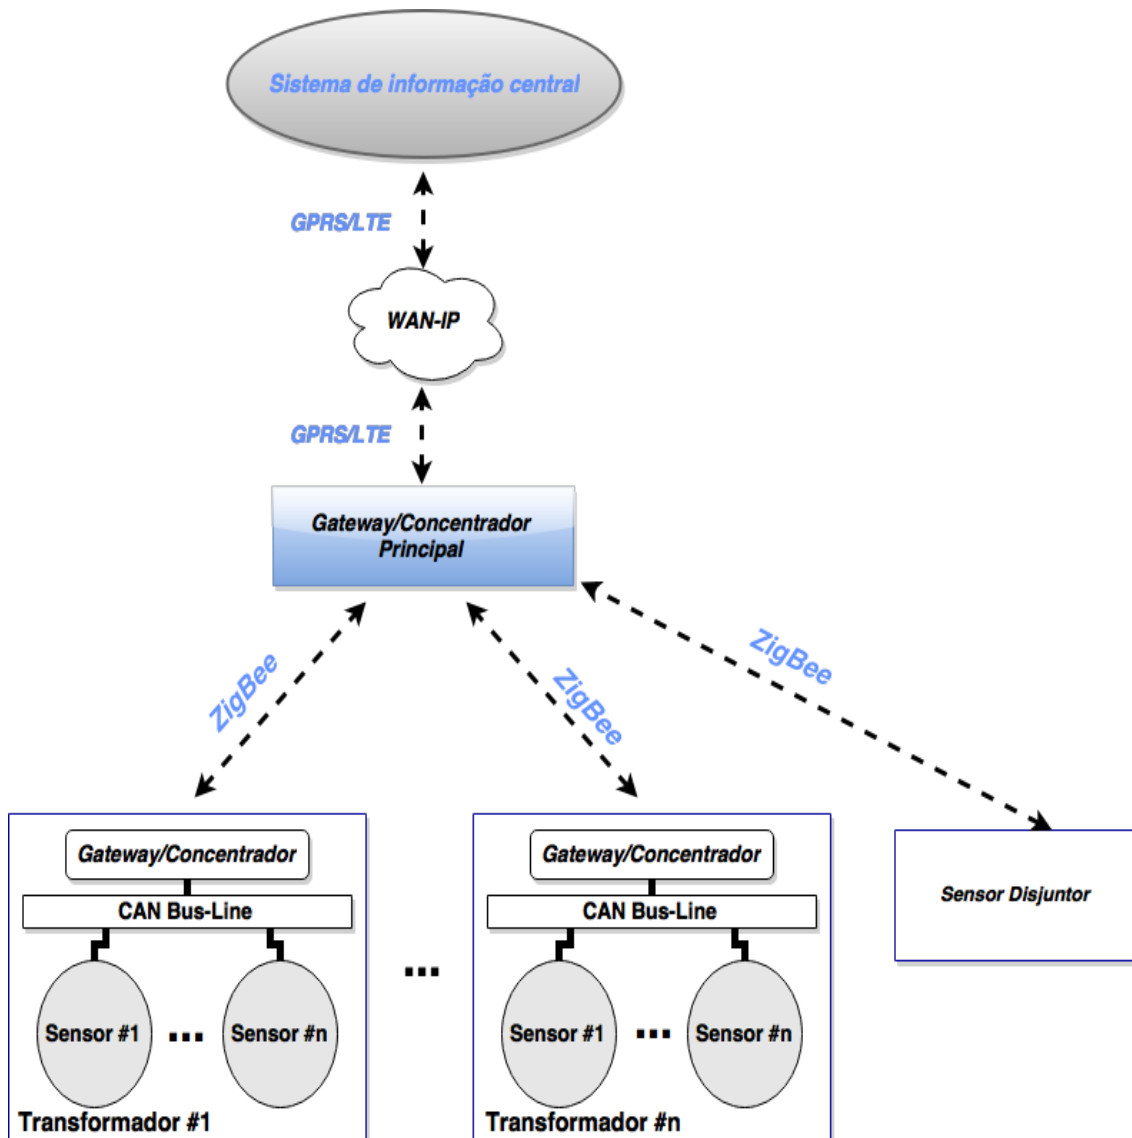 Sistema de informação central
GPRS/LTE
WAN-IP
GPRS/LTE
Gateway/Concentrador
Principal
ZigBee
ZigBee
ZigBee
Gateway/Concentrador
CAN Bus-Line
Sensor #1
...
Sensor #n
Transformador #1
...
Gateway/Concentrador
CAN Bus-Line
Sensor #1
...
Sensor #n
Transformador #n
Sensor Disjuntor